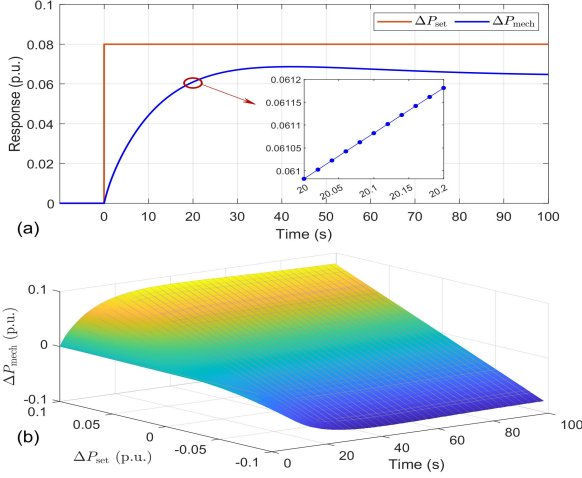 ΔP_set ΔP_mech
Response (p.u.)
0.1
0.08
0.06
0.04
0.02
0
0.0612
0.06115
0.0611
0.06105
0.061
20 20.05 20.1 20.15 20.2
0 10 20 30 40 50 60 70 80 90 100
Time (s)
(a)
ΔP_mech (p.u.)
0.1
0
-0.1
0.1 0.05 0 -0.05 -0.1
ΔP_set (p.u.)
0 20 40 60 80 100
Time (s)
(b)